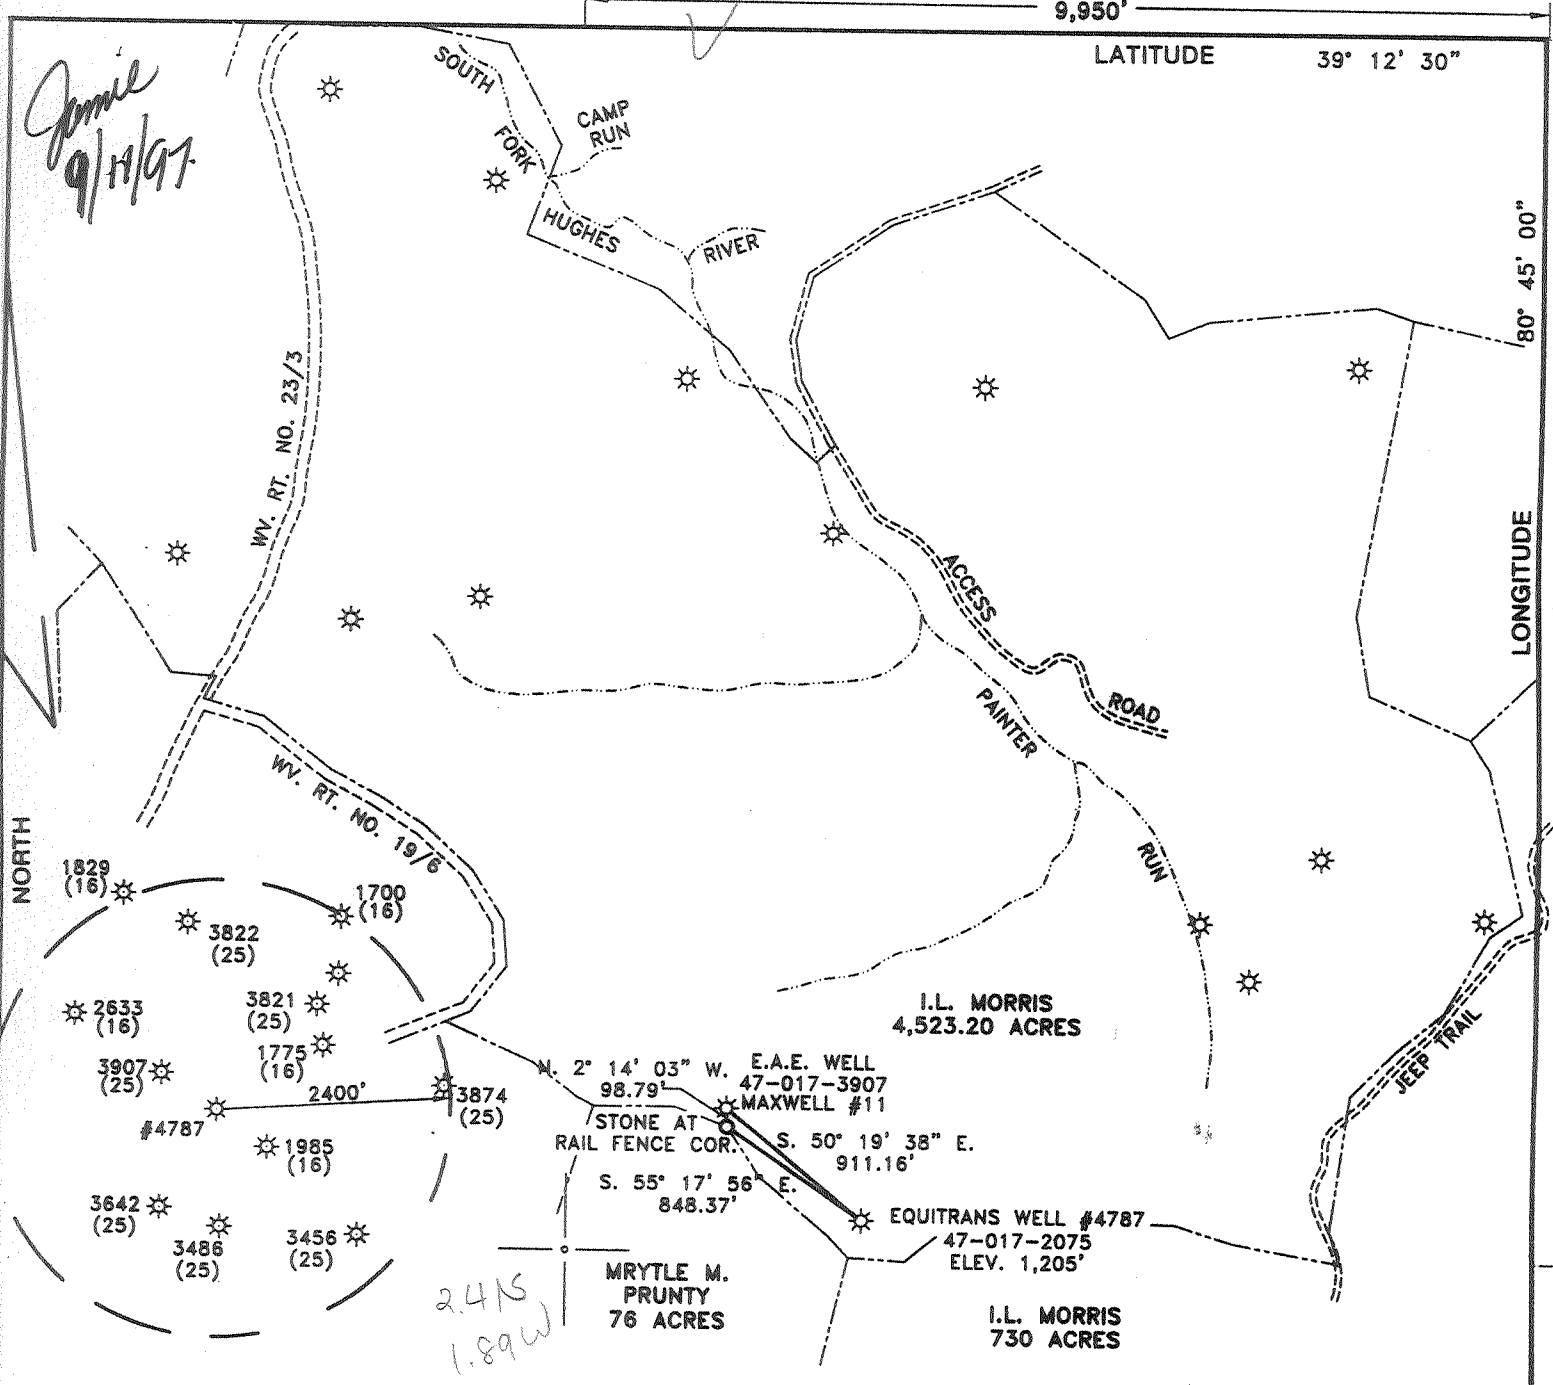 9,950'
LATITUDE 39° 12' 30"
Jamie
9/11/97
SOUTH
FORK
CAMP
RUN
HUGHES
RIVER
80° 45' 00"
LONGITUDE
WV. RT. NO. 23/3
ACCESS
ROAD
PAINTER
RUN
WV. RT. NO. 19/6
NORTH
1829
(16)
1700
(16)
3822
(25)
2633
(16)
3821
(25)
1775
(16)
3907
(25)
2400'
3874
(25)
#4787
1985
(16)
3642
(25)
3486
(25)
3456
(25)
I.L. MORRIS
4,523.20 ACRES
JEEP TRAIL
N. 2° 14' 03" W.
98.79'
E.A.E. WELL
47-017-3907
MAXWELL #11
STONE AT
RAIL FENCE COR.
S. 50° 19' 38" E.
911.16'
S. 55° 17' 56" E.
848.37'
EQUITRANS WELL #4787
47-017-2075
ELEV. 1,205'
MRYTLE M.
PRUNTY
76 ACRES
I.L. MORRIS
730 ACRES
2.41S
1.89W